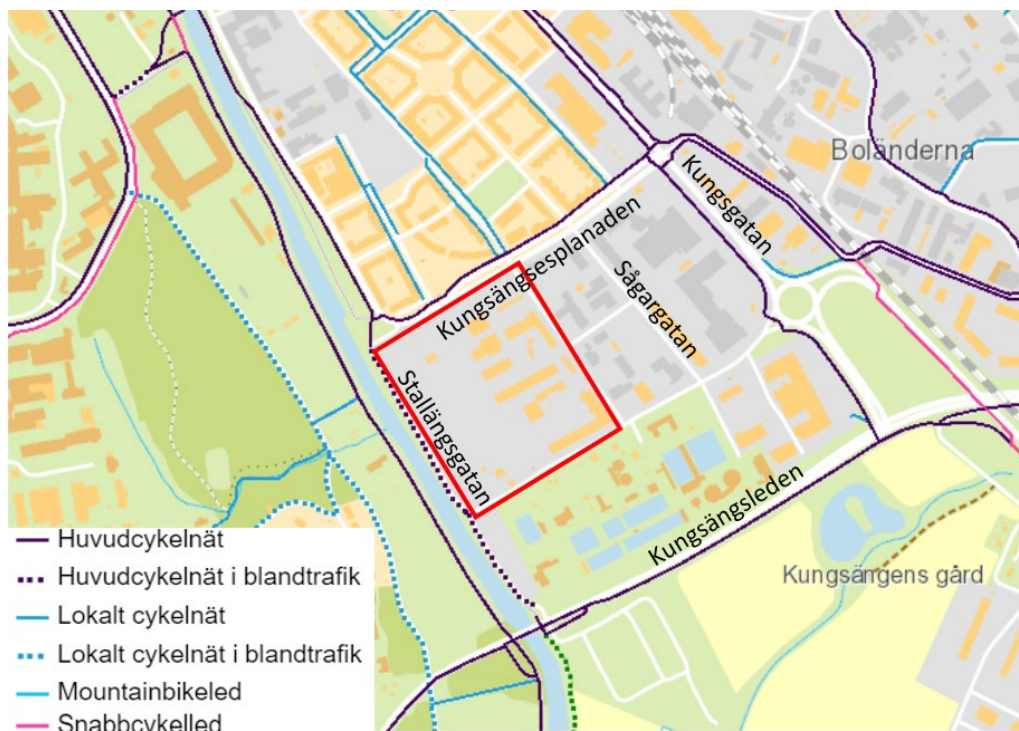 Boländerna
Kungsgatan
Kungsängsesplanaden
Sågargatan
Stallängsgatan
Kungsängsleden
Kungsängens gård
Huvudcykelnät
Huvudcykelnät i blandtrafik
Lokalt cykelnät
Lokalt cykelnät i blandtrafik
Mountainbikeled
Snabbcykelled